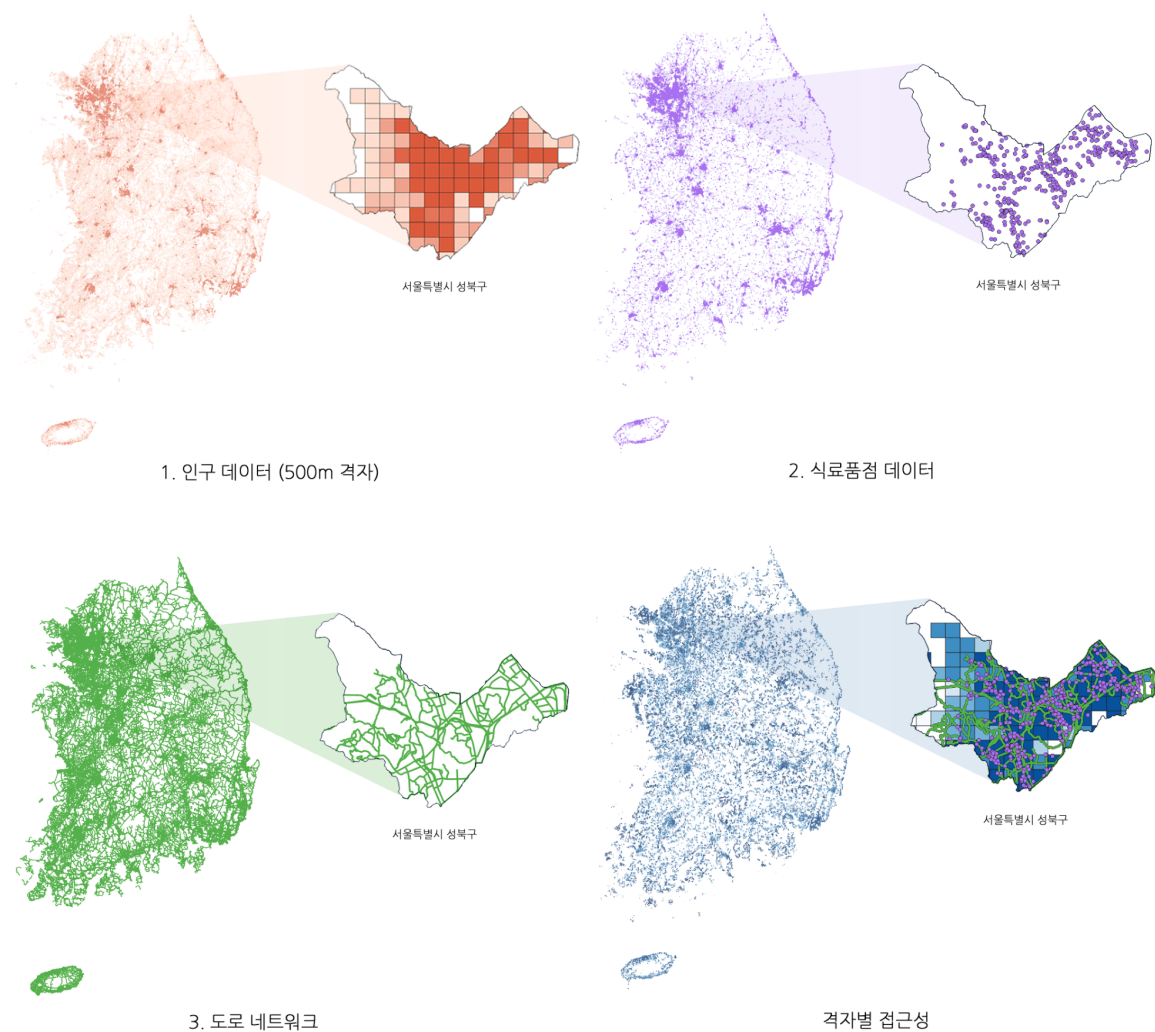 서울특별시 성북구
1. 인구 데이터 (500m 격자)
서울특별시 성북구
2. 식료품점 데이터
서울특별시 성북구
3. 도로 네트워크
서울특별시 성북구
격자별 접근성